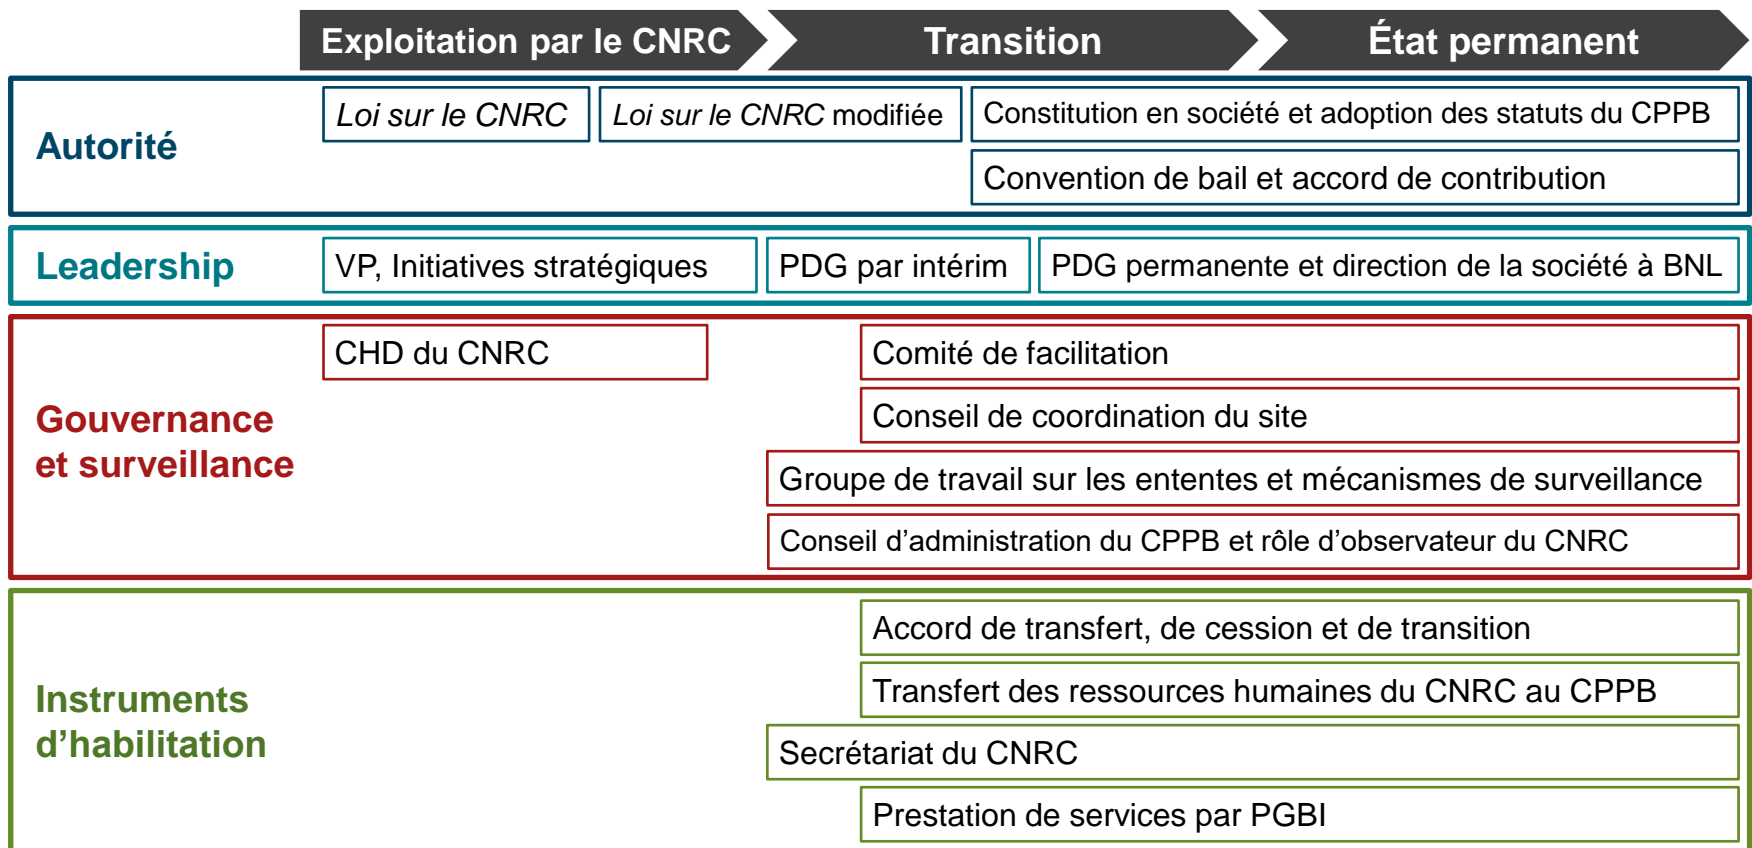 Exploitation par le CNRC
Transition
État permanent
Autorité
Loi sur le CNRC
Loi sur le CNRC modifiée
Constitution en société et adoption des statuts du CPPB
Convention de bail et accord de contribution
Leadership
VP, Initiatives stratégiques
PDG par intérim
PDG permanente et direction de la société à BNL
Gouvernance
et surveillance
CHD du CNRC
Comité de facilitation
Conseil de coordination du site
Groupe de travail sur les ententes et mécanismes de surveillance
Conseil d’administration du CPPB et rôle d’observateur du CNRC
Instruments
d’habilitation
Accord de transfert, de cession et de transition
Transfert des ressources humaines du CNRC au CPPB
Secrétariat du CNRC
Prestation de services par PGBI